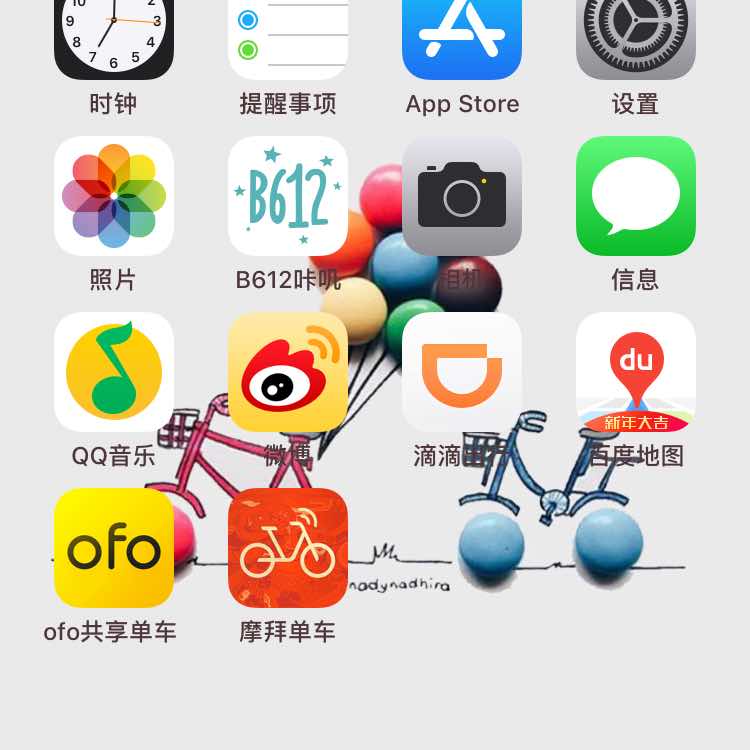 2
9 3
8 4
7 6 5
时钟 提醒事项 App Store 设置
B612
照片 B612咔叽 相机 信息
du
新年大吉
QQ音乐 微博 滴滴出行 百度地图
ofo
nadynadhira
ofo共享单车 摩拜单车